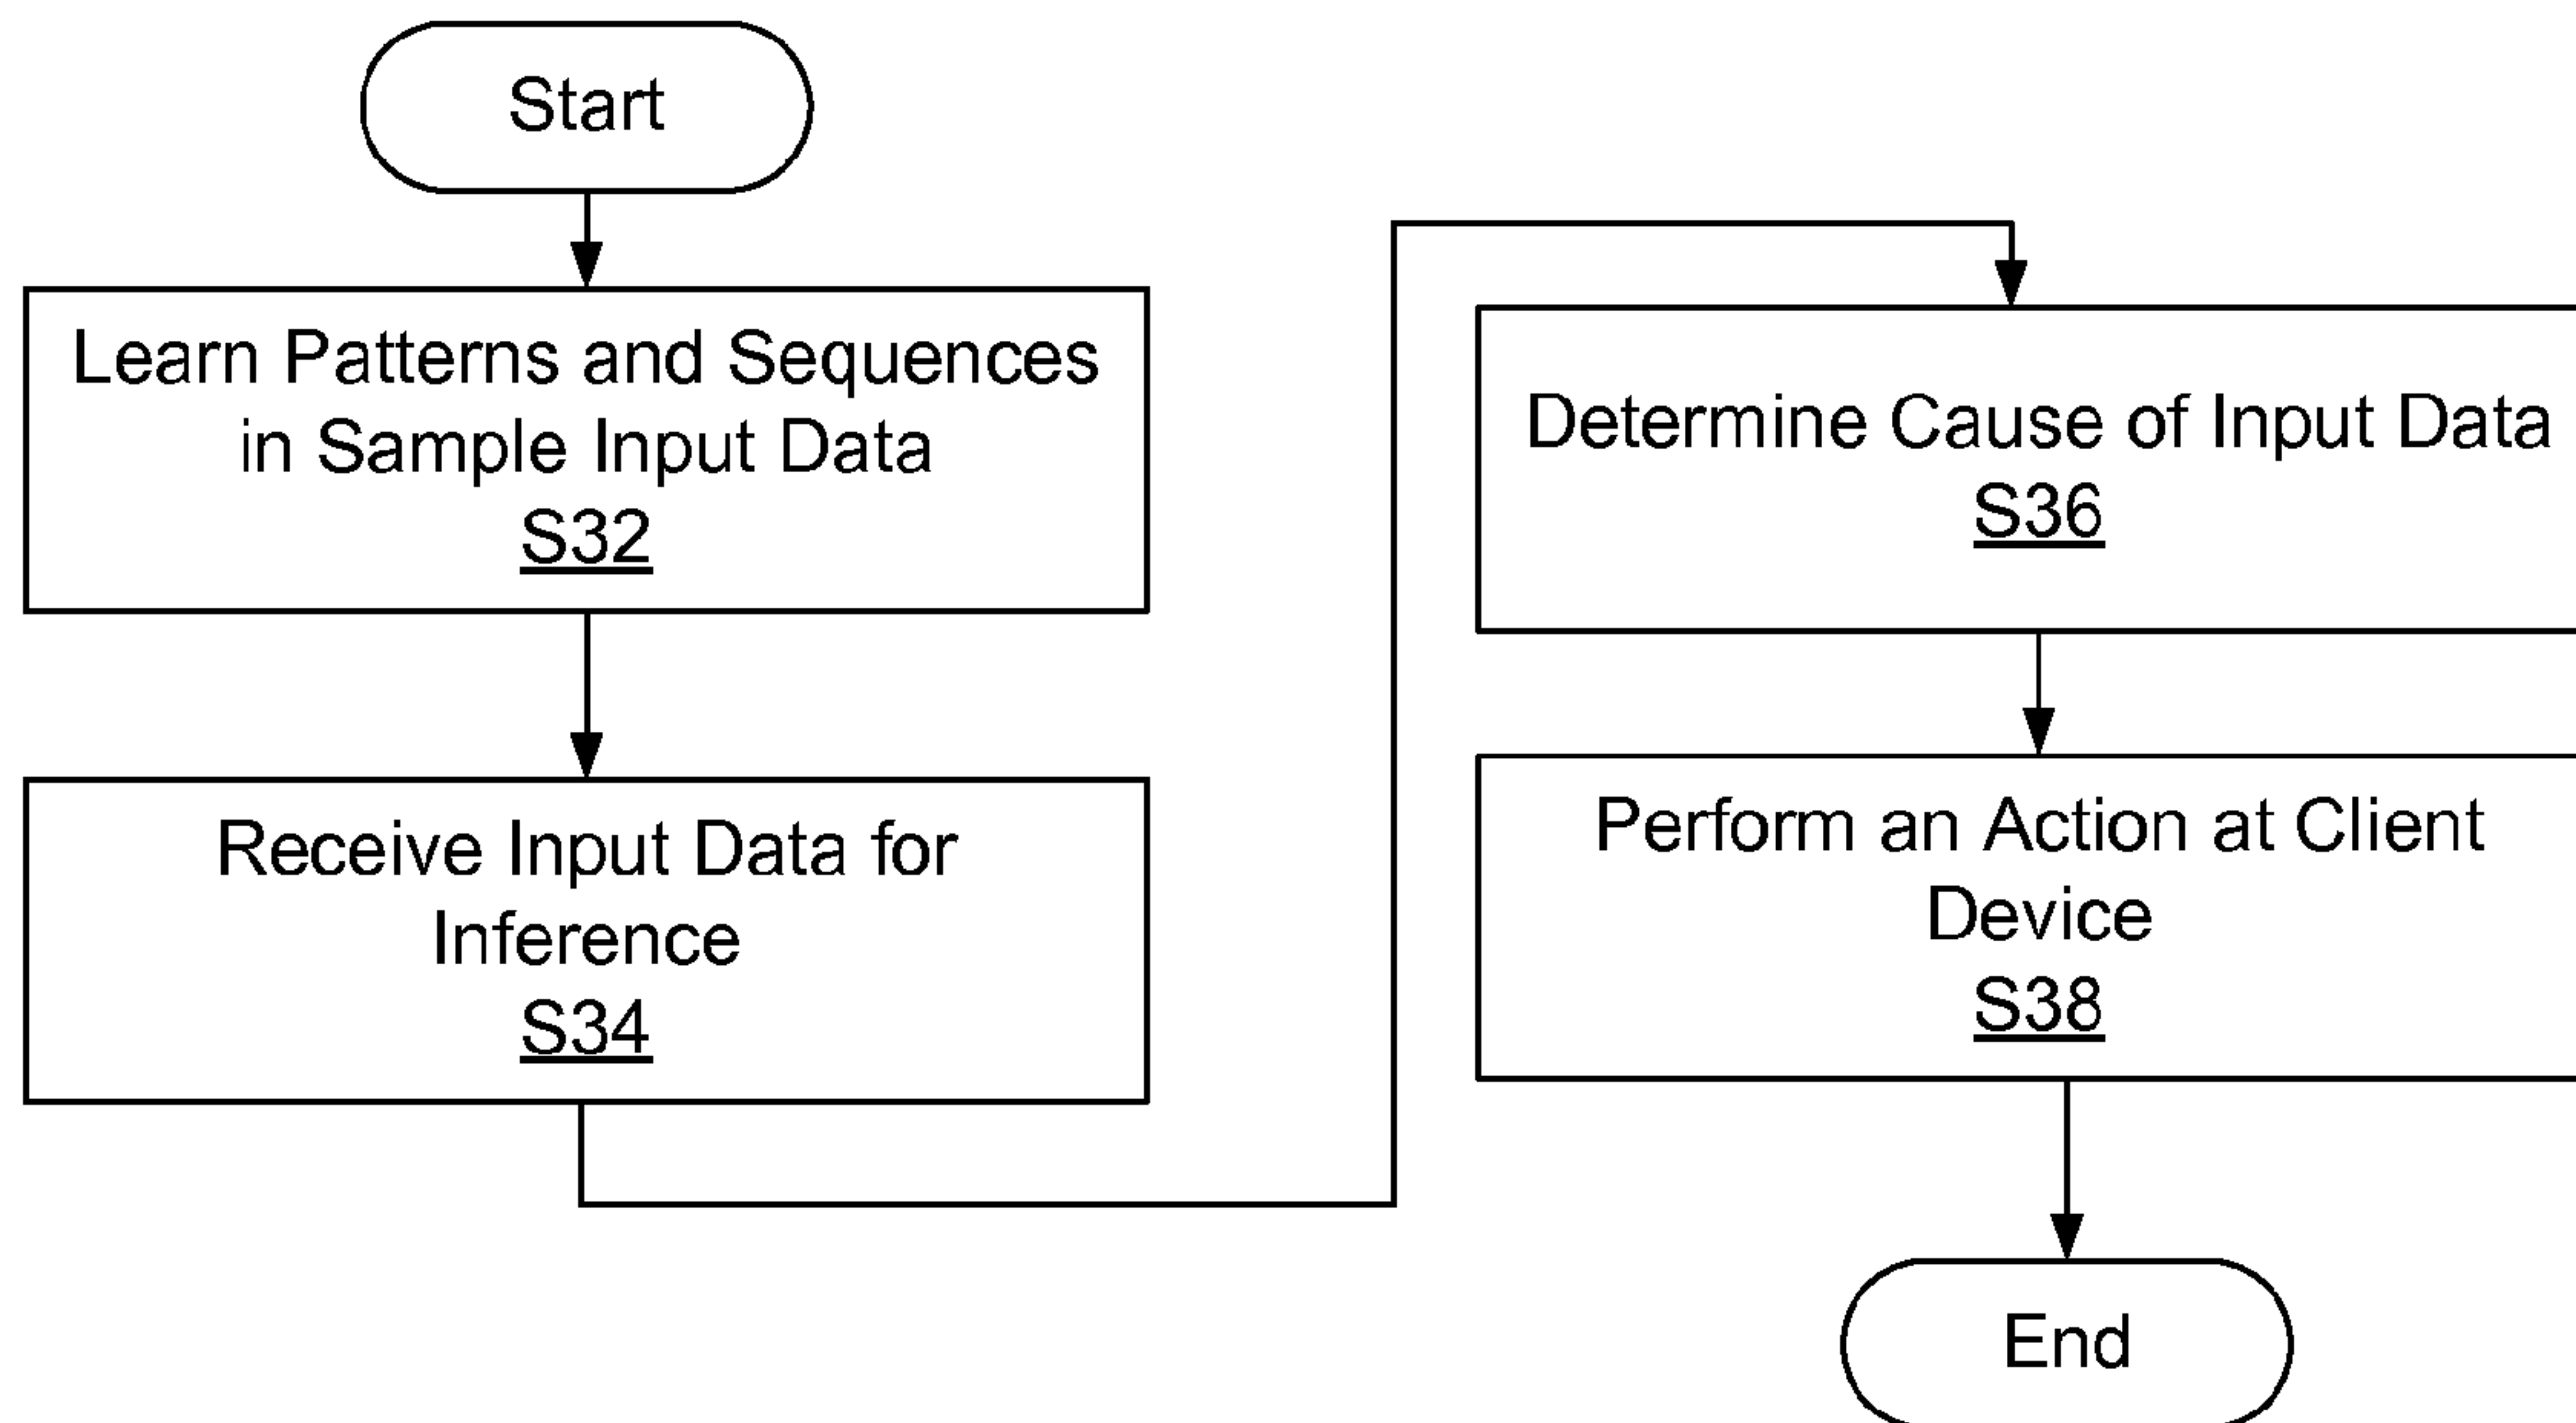 Start
Learn Patterns and Sequences
in Sample Input Data
S32
Receive Input Data for
Inference
S34
Determine Cause of Input Data
S36
Perform an Action at Client
Device
S38
End